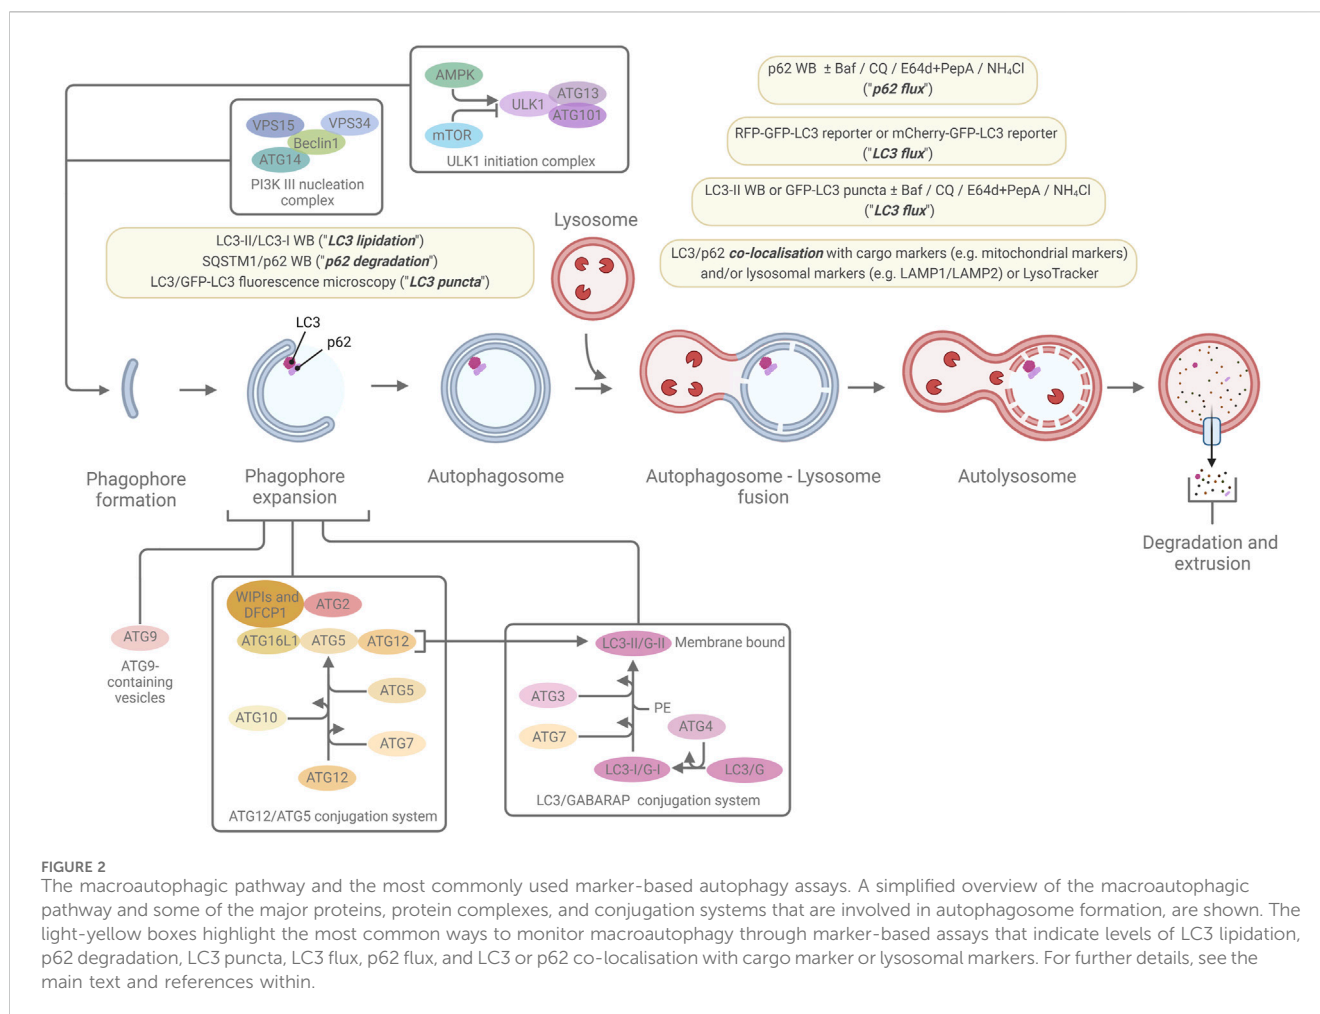 AMPK
ATG13
ULK1
ATG101
mTOR
ULK1 initiation complex
VPS15
VPS34
Beclin1
ATG14
PI3K III nucleation
complex
p62 WB ± Baf / CQ / E64d+PepA / NH₄Cl
("p62 flux")
RFP-GFP-LC3 reporter or mCherry-GFP-LC3 reporter
("LC3 flux")
LC3-II WB or GFP-LC3 puncta ± Baf / CQ / E64d+PepA / NH₄Cl
("LC3 flux")
LC3/p62 co-localisation with cargo markers (e.g. mitochondrial markers)
and/or lysosomal markers (e.g. LAMP1/LAMP2) or LysoTracker
LC3-II/LC3-I WB ("LC3 lipidation")
SQSTM1/p62 WB ("p62 degradation")
LC3/GFP-LC3 fluorescence microscopy ("LC3 puncta")
Lysosome
LC3
p62
Phagophore
formation
Phagophore
expansion
Autophagosome
Autophagosome - Lysosome
fusion
Autolysosome
Degradation and
extrusion
ATG9
ATG9-
containing
vesicles
WIPIs and
DFCP1
ATG2
ATG16L1
ATG5
ATG12
ATG5
ATG10
ATG7
ATG12
ATG12/ATG5 conjugation system
LC3-II/G-II
Membrane bound
ATG3
PE
ATG7
ATG4
LC3-I/G-I
LC3/G
LC3/GABARAP conjugation system
FIGURE 2
The macroautophagic pathway and the most commonly used marker-based autophagy assays. A simplified overview of the macroautophagic
pathway and some of the major proteins, protein complexes, and conjugation systems that are involved in autophagosome formation, are shown. The
light-yellow boxes highlight the most common ways to monitor macroautophagy through marker-based assays that indicate levels of LC3 lipidation,
p62 degradation, LC3 puncta, LC3 flux, p62 flux, and LC3 or p62 co-localisation with cargo marker or lysosomal markers. For further details, see the
main text and references within.